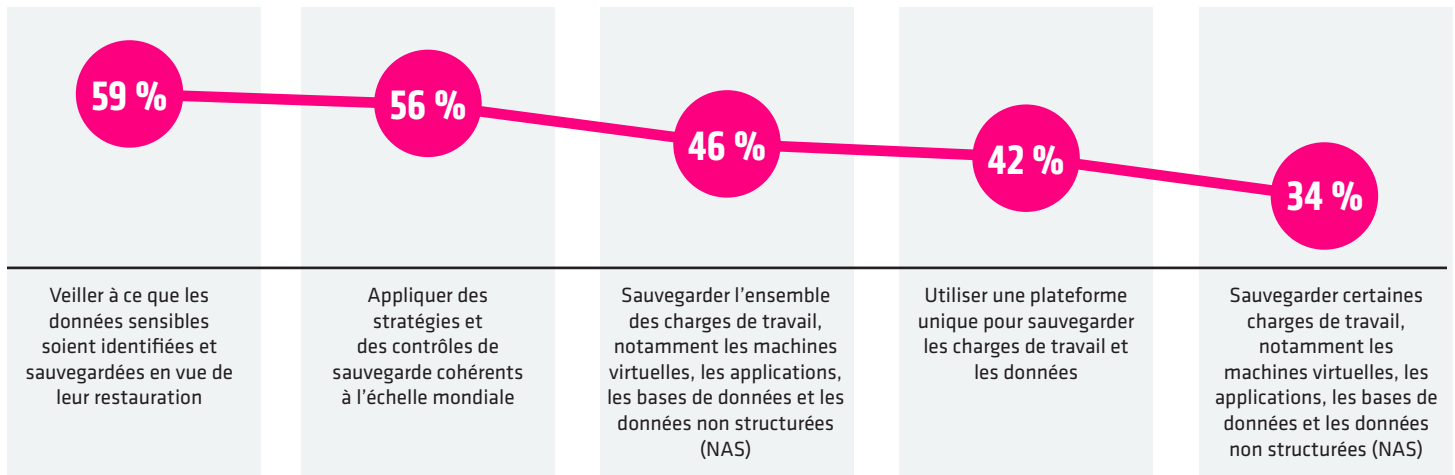 59 %
56 %
46 %
42 %
34 %
Veiller à ce que les
données sensibles
soient identifiées et
sauvegardées en vue de
leur restauration
Appliquer des
stratégies et
des contrôles de
sauvegarde cohérents
à l’échelle mondiale
Sauvegarder l’ensemble
des charges de travail,
notamment les machines
virtuelles, les applications,
les bases de données et les
données non structurées
(NAS)
Utiliser une plateforme
unique pour sauvegarder
les charges de travail et
les données
Sauvegarder certaines
charges de travail,
notamment les
machines virtuelles, les
applications, les bases de
données et les données
non structurées (NAS)